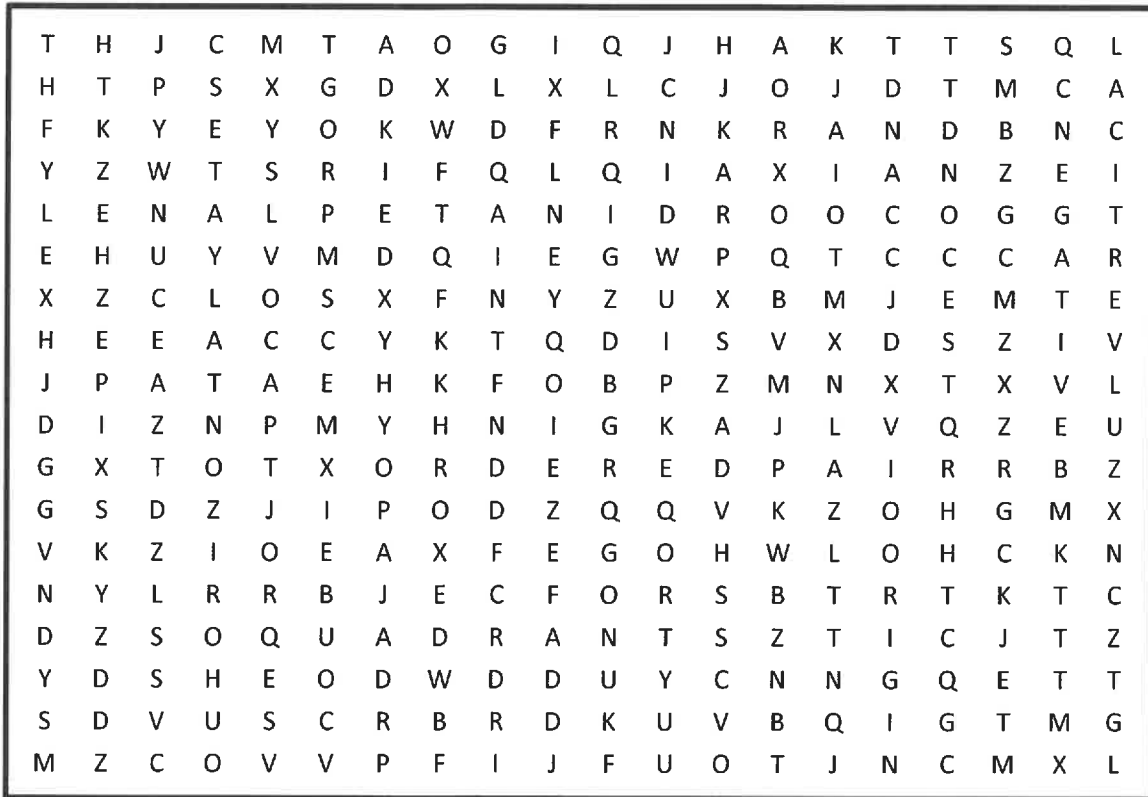 T H J C M T A O G I Q J H A K T T S Q L
H T P S X G D X L X L C J O J D T M C A
F K Y E Y O K W D F R N K R A N D B N C
Y Z W T S R I F Q L Q I A X I A N Z E I
L E N A L P E T A N I D R O O C O G G T
E H U Y V M D Q I E G W P Q T C C C A R
X Z C L O S X F N Y Z U X B M J E M T E
H E E A C C Y K T Q D I S V X D S Z I V
J P A T A E H K F O B P Z M N X T X V L
D I Z N P M Y H N I G K A J L V Q Z E U
G X T O T X O R D E R E D P A I R R B Z
G S D Z J I P O D Z Q Q V K Z O H G M X
V K Z I O E A X F E G O H W L O H C K N
N Y L R R B J E C F O R S B T R T K T C
D Z S O Q U A D R A N T S Z T I C J T Z
Y D S H E O D W D D U Y C N N G Q E T T
S D V U S C R B R D K U V B Q I G T M G
M Z C O V V P F I J F U O T J N C M X L